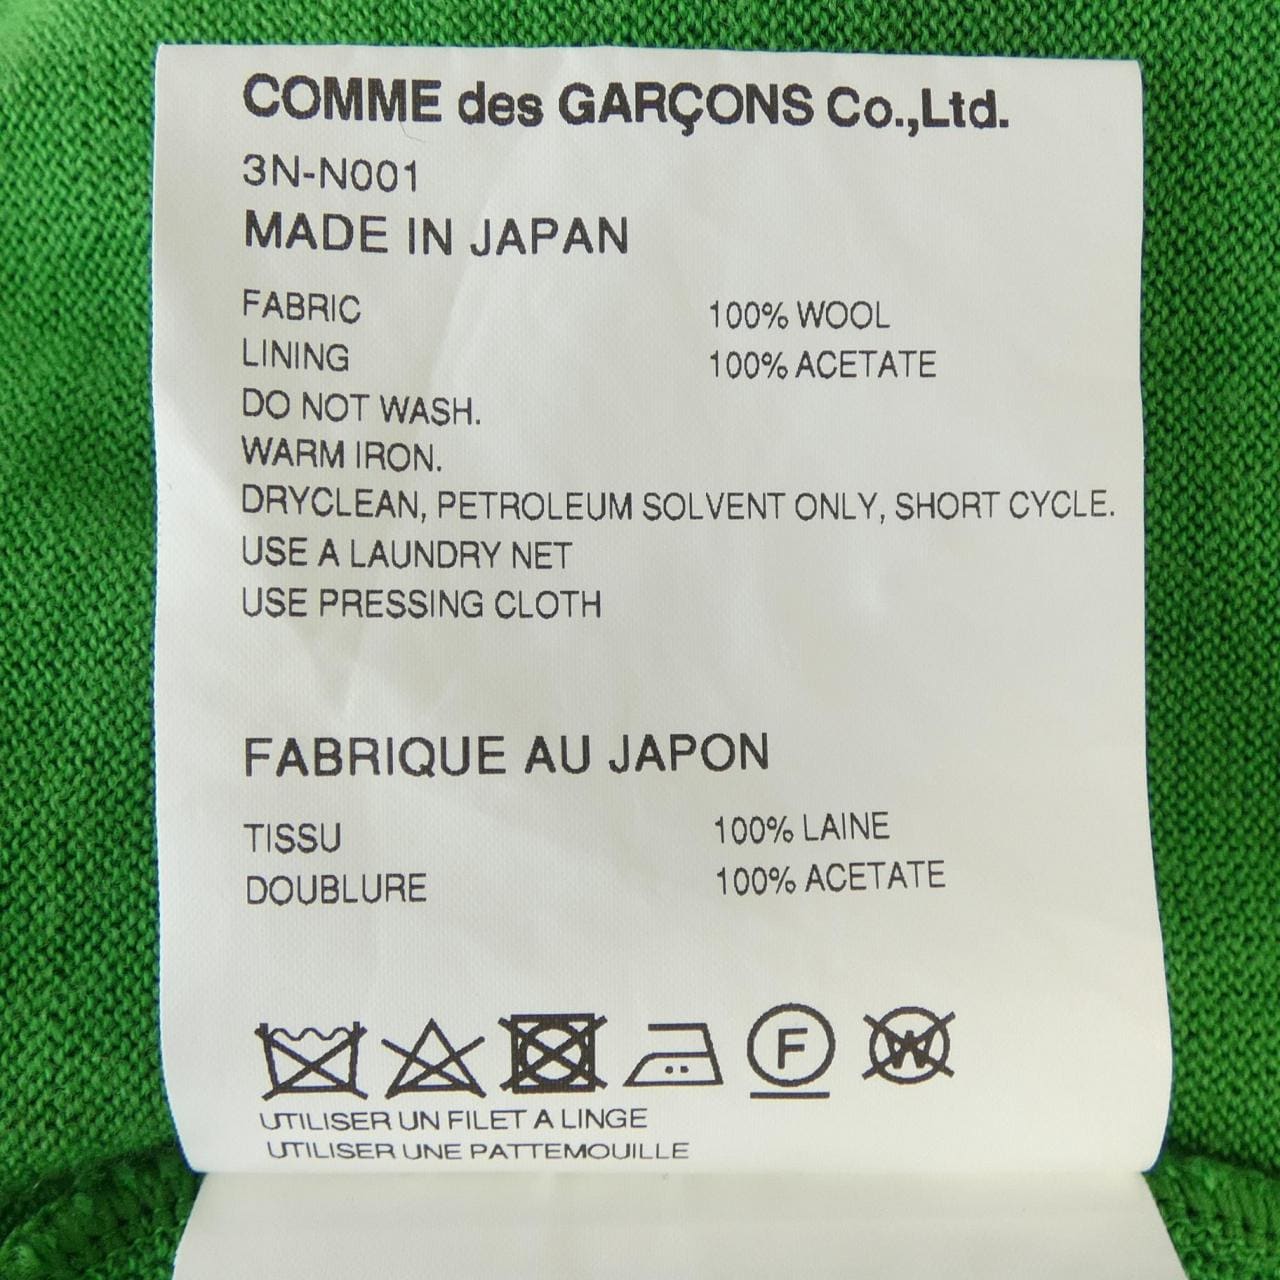 COMME des GARÇONS Co.,Ltd.
3N-N001
MADE IN JAPAN
FABRIC 100% WOOL
LINING 100% ACETATE
DO NOT WASH.
WARM IRON.
DRYCLEAN, PETROLEUM SOLVENT ONLY, SHORT CYCLE.
USE A LAUNDRY NET
USE PRESSING CLOTH
FABRIQUE AU JAPON
TISSU 100% LAINE
DOUBLURE 100% ACETATE
F W
UTILISER UN FILET A LINGE
UTILISER UNE PATTEMOUILLE